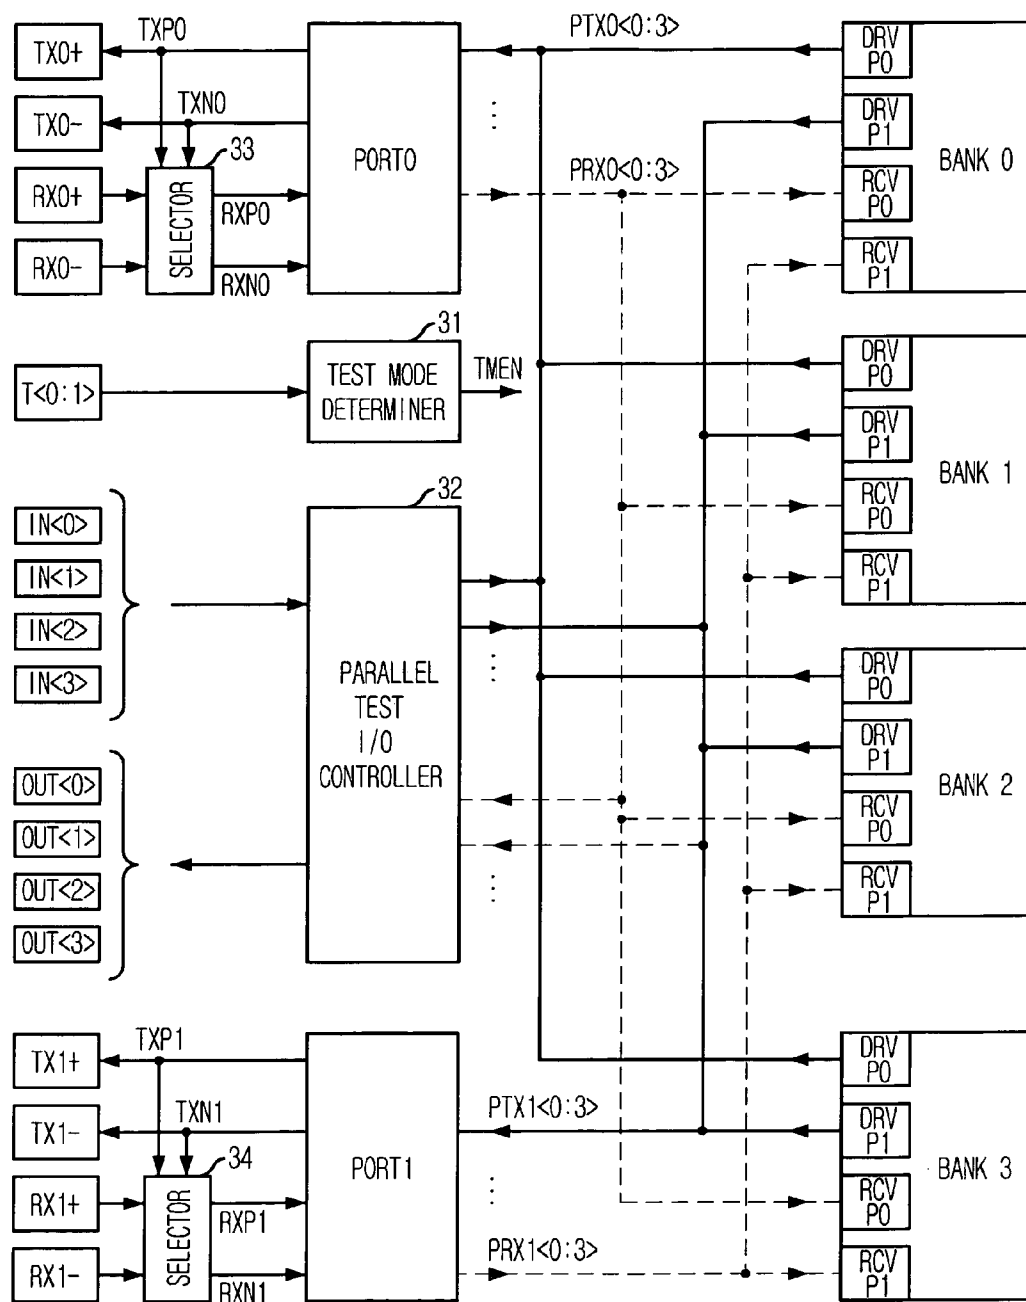 TX0+
TX0-
RX0+
RX0-
TXP0
TXN0
33
SELECTOR
RXP0
RXN0
PORT0
PTX0<0:3>
PRX0<0:3>
DRV
P0
DRV
P1
RCV
P0
RCV
P1
BANK 0
T<0:1>
31
TEST MODE
DETERMINER
TMEN
DRV
P0
DRV
P1
RCV
P0
RCV
P1
BANK 1
IN<0>
IN<1>
IN<2>
IN<3>
OUT<0>
OUT<1>
OUT<2>
OUT<3>
32
PARALLEL
TEST
I/O
CONTROLLER
DRV
P0
DRV
P1
RCV
P0
RCV
P1
BANK 2
TX1+
TX1-
RX1+
RX1-
TXP1
TXN1
34
SELECTOR
RXP1
RXN1
PORT1
PTX1<0:3>
PRX1<0:3>
DRV
P0
DRV
P1
RCV
P0
RCV
P1
BANK 3